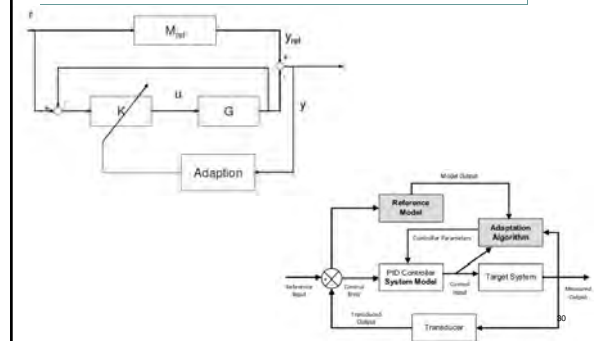 r
M_ref
y_ref
u
K
G
y
Adaption
Model Output
Reference
Model
Adaptation
Algorithm
Controller Parameters
Reference
Input
Control
Error
PID Controller
System Model
Control
Input
Target System
Measured
Output
Transduced
Output
Transducer
30